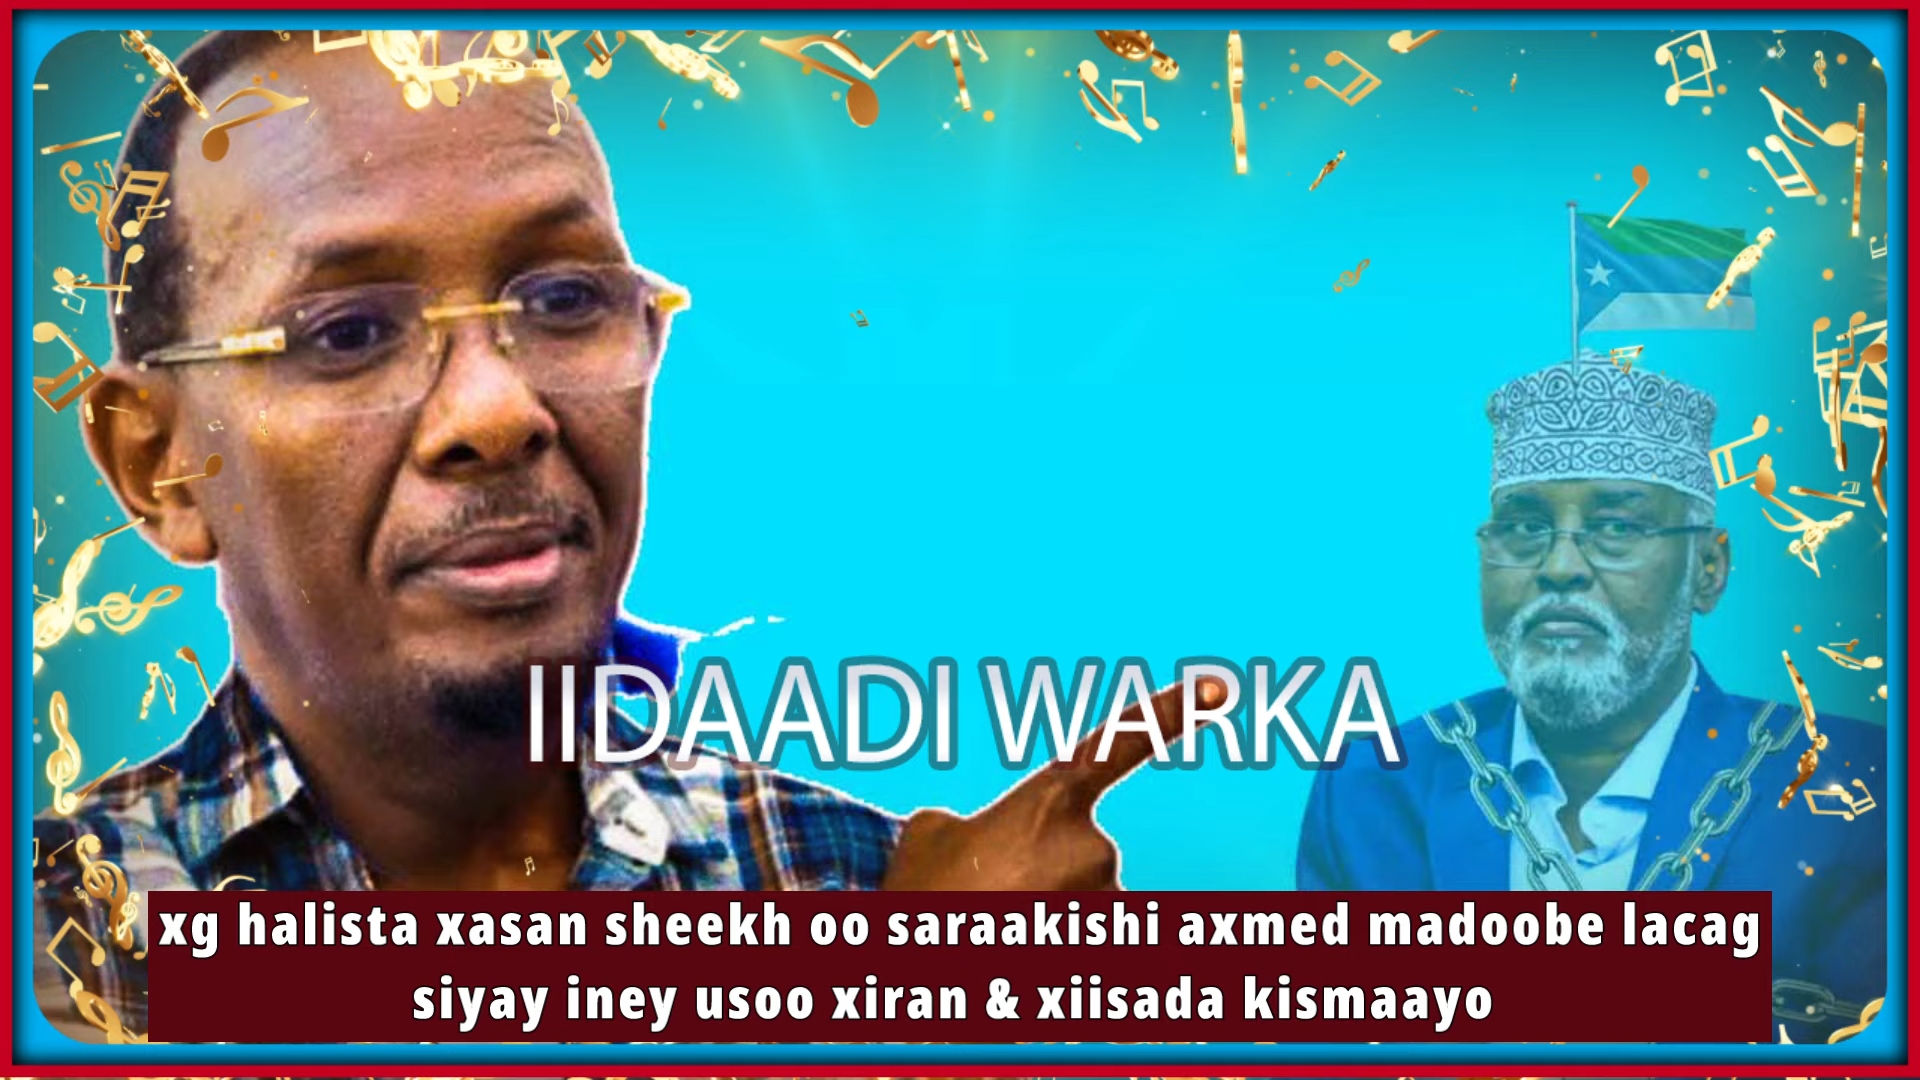 IIDAADI WARKA
xg halista xasan sheekh oo saraakishi axmed madoobe lacag
siyay iney usoo xiran & xiisada kismaayo